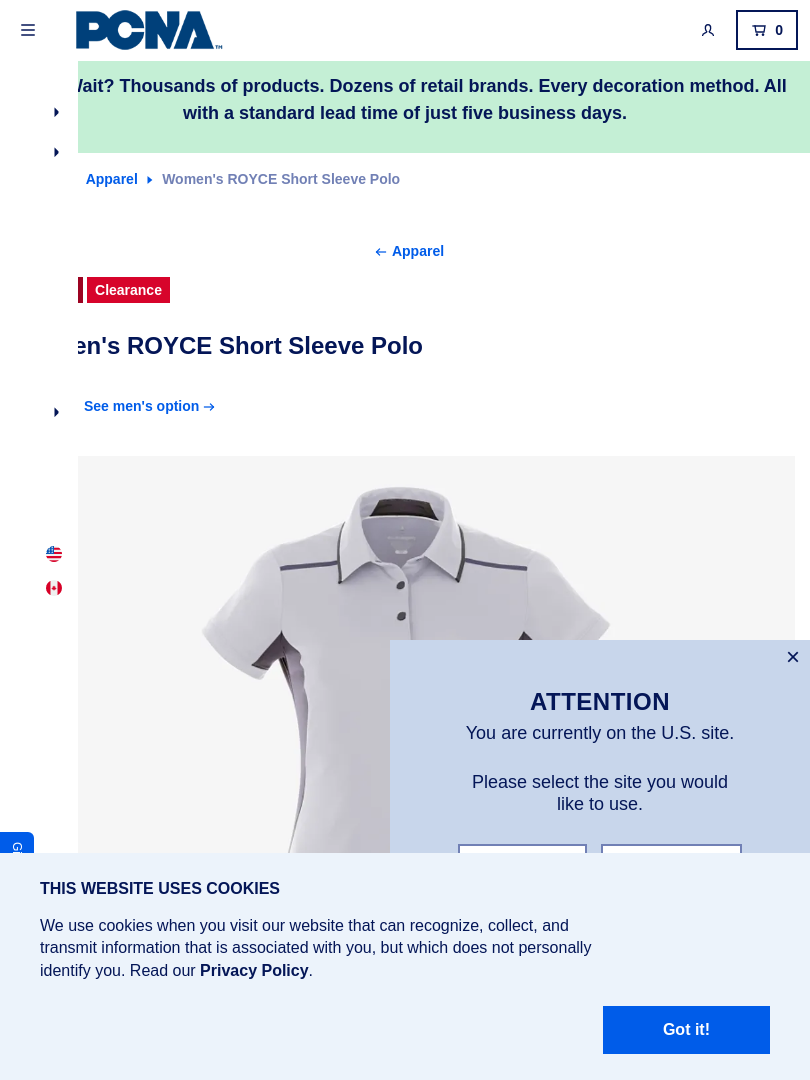 PCNA
TM
0
Wait? Thousands of products. Dozens of retail brands. Every decoration method. All
with a standard lead time of just five business days.
Apparel Women's ROYCE Short Sleeve Polo
Apparel
Clearance
en's ROYCE Short Sleeve Polo
See men's option
ATTENTION
You are currently on the U.S. site.
Please select the site you would
like to use.
THIS WEBSITE USES COOKIES
We use cookies when you visit our website that can recognize, collect, and
transmit information that is associated with you, but which does not personally
identify you. Read our Privacy Policy.
Got it!